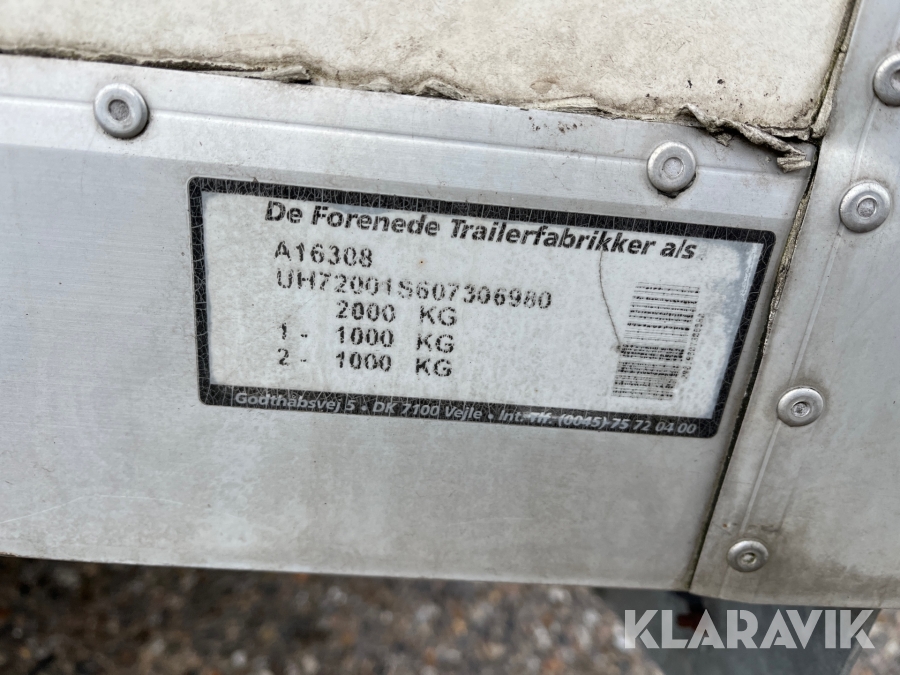 De Forenede Trailerfabrikker a/s
A16308
UH72001S607306980
2000 KG
1 - 1000 KG
2 - 1000 KG
Godthåbsvej 5 • DK 7100 Vejle • Int. Tlf. (0045) 75 72 04 00
KLARAVIK